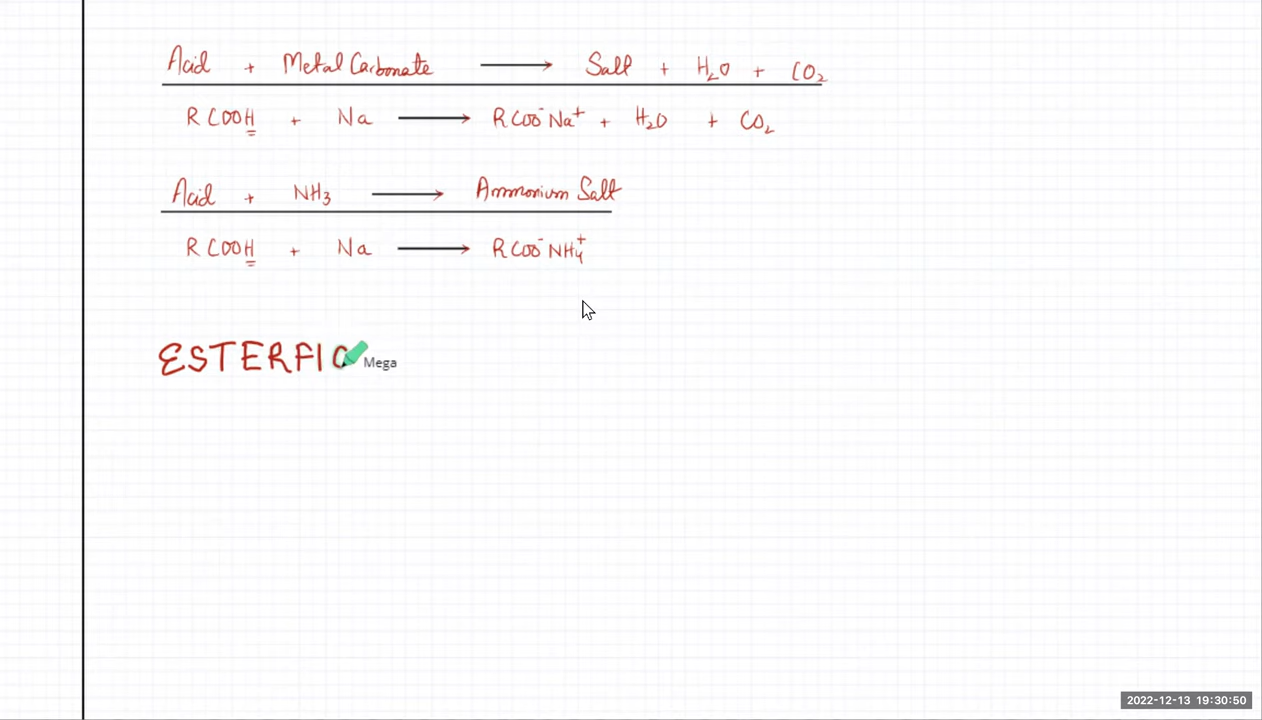 Acid + Metal Carbonate ⟶ Salt + H₂O + CO₂
RCOOH + Na ⟶ RCOO⁻Na⁺ + H₂O + CO₂
Acid + NH₃ ⟶ Ammonium Salt
RCOOH + Na ⟶ RCOO⁻NH₄⁺
ESTERFIC Mega
2022-12-13 19:30:50